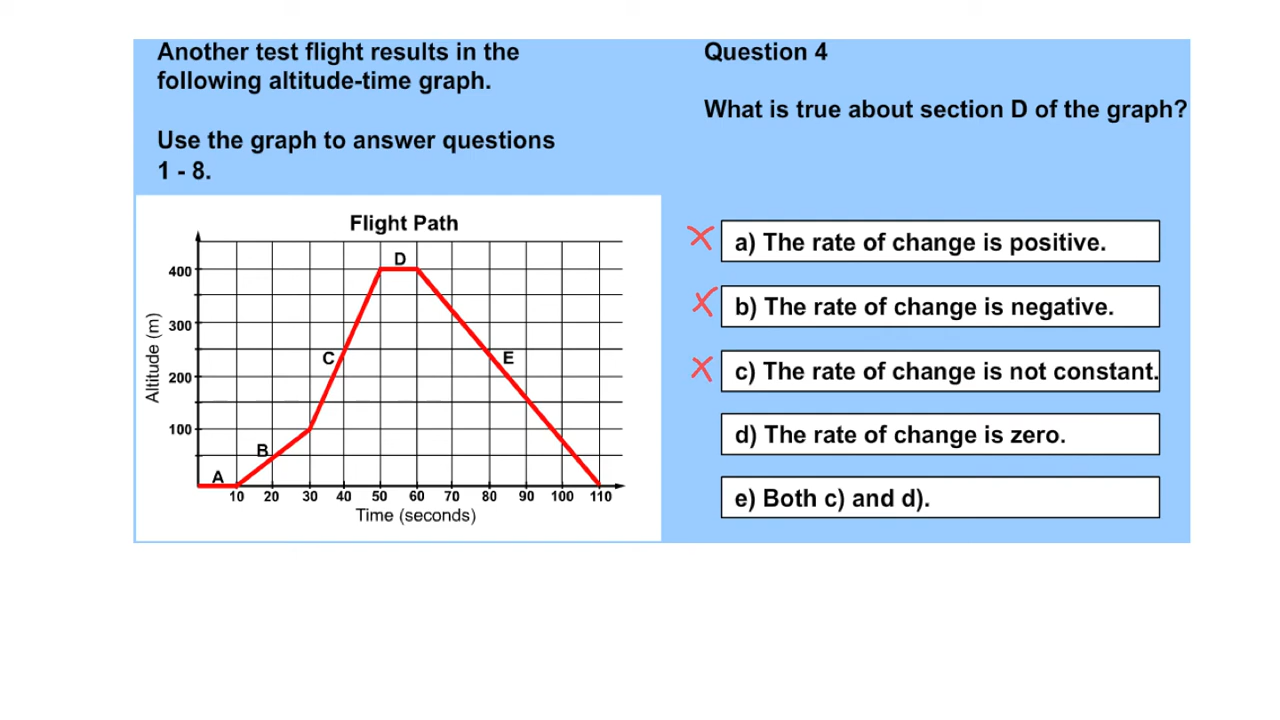 Another test flight results in the
following altitude-time graph.
Use the graph to answer questions
1 - 8.
Flight Path
400
300
200
100
Altitude (m)
A
B
C
D
E
10 20 30 40 50 60 70 80 90 100 110
Time (seconds)
Question 4
What is true about section D of the graph?
a) The rate of change is positive.
b) The rate of change is negative.
c) The rate of change is not constant.
d) The rate of change is zero.
e) Both c) and d).